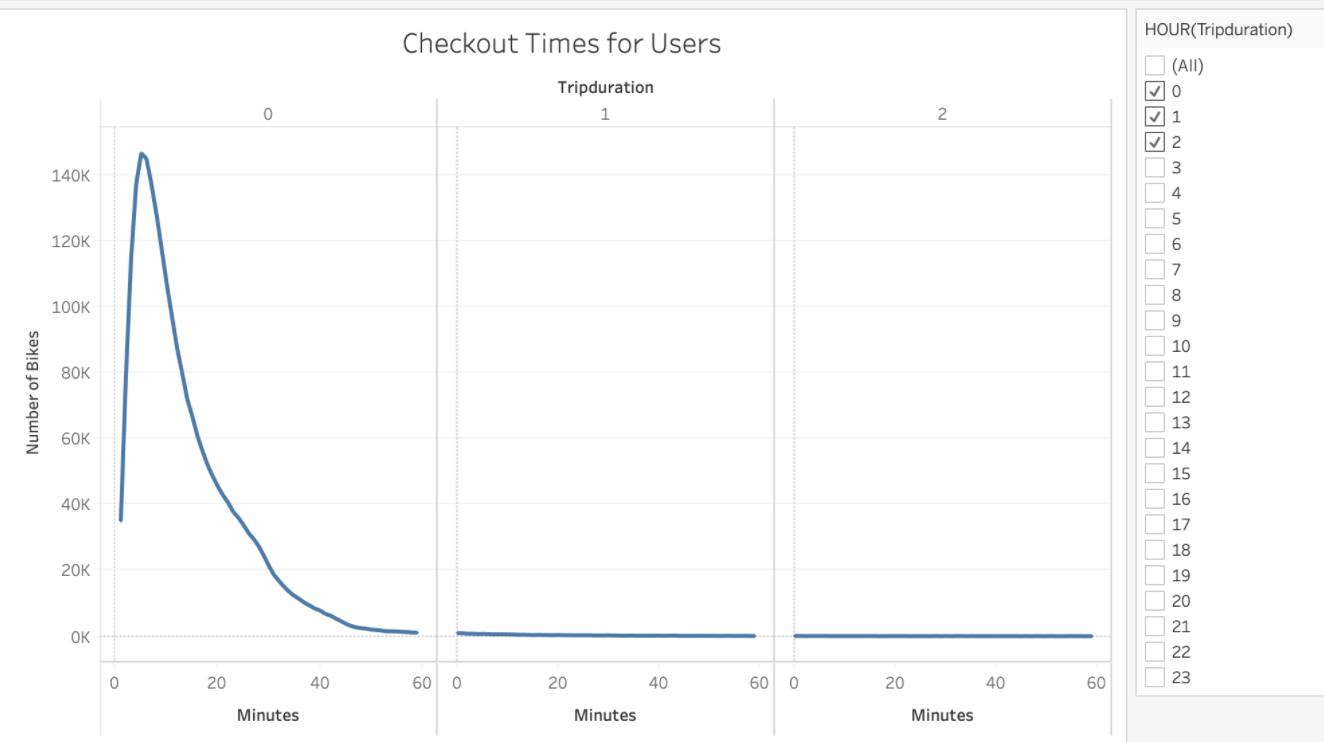 Checkout Times for Users
Tripduration
0 1 2
140K
120K
100K
80K
60K
40K
20K
0K
Number of Bikes
0 20 40 60 0 20 40 60 0 20 40 60
Minutes Minutes Minutes
HOUR(Tripduration)
(All)
0
1
2
3
4
5
6
7
8
9
10
11
12
13
14
15
16
17
18
19
20
21
22
23